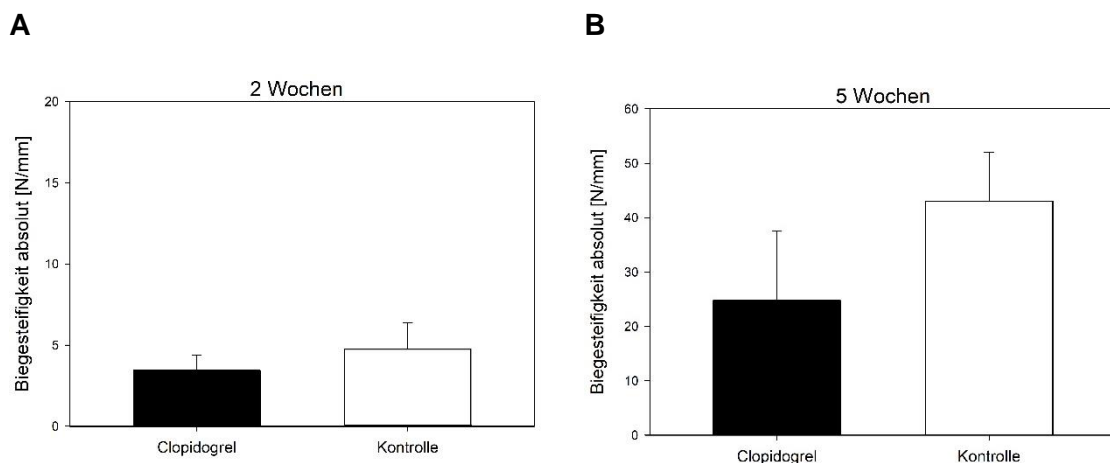 A
B
2 Wochen
Biegesteifigkeit absolut [N/mm]
20
15
10
5
0
Clopidogrel Kontrolle
5 Wochen
Biegesteifigkeit absolut [N/mm]
60
50
40
30
20
10
0
Clopidogrel Kontrolle